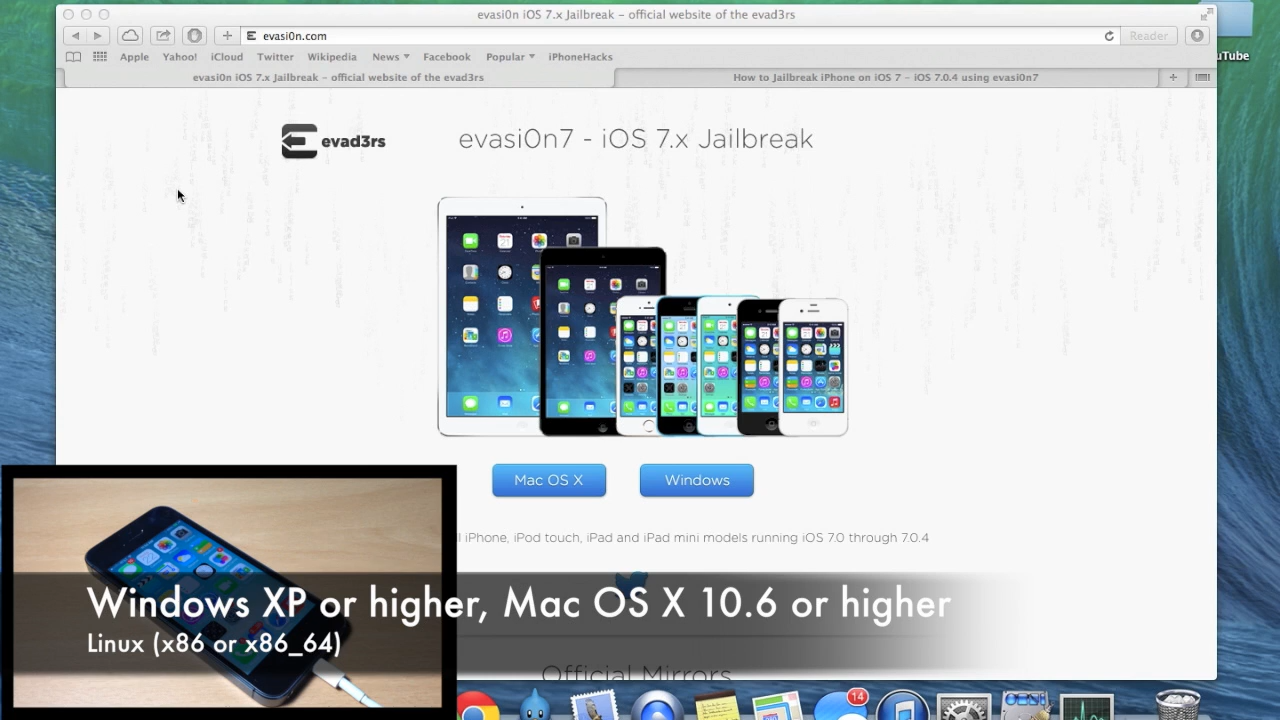 evasi0n iOS 7.x Jailbreak – official website of the evad3rs
uTube
evasi0n.com
Reader
Apple Yahoo! iCloud Twitter Wikipedia News Facebook Popular iPhoneHacks
evasi0n iOS 7.x Jailbreak – official website of the evad3rs
How to Jailbreak iPhone on iOS 7 – iOS 7.0.4 using evasi0n7
evad3rs
evasi0n7 - iOS 7.x Jailbreak
Mac OS X
Windows
iPhone, iPod touch, iPad and iPad mini models running iOS 7.0 through 7.0.4
Windows XP or higher, Mac OS X 10.6 or higher
Linux (x86 or x86_64)
Official Mirrors
14